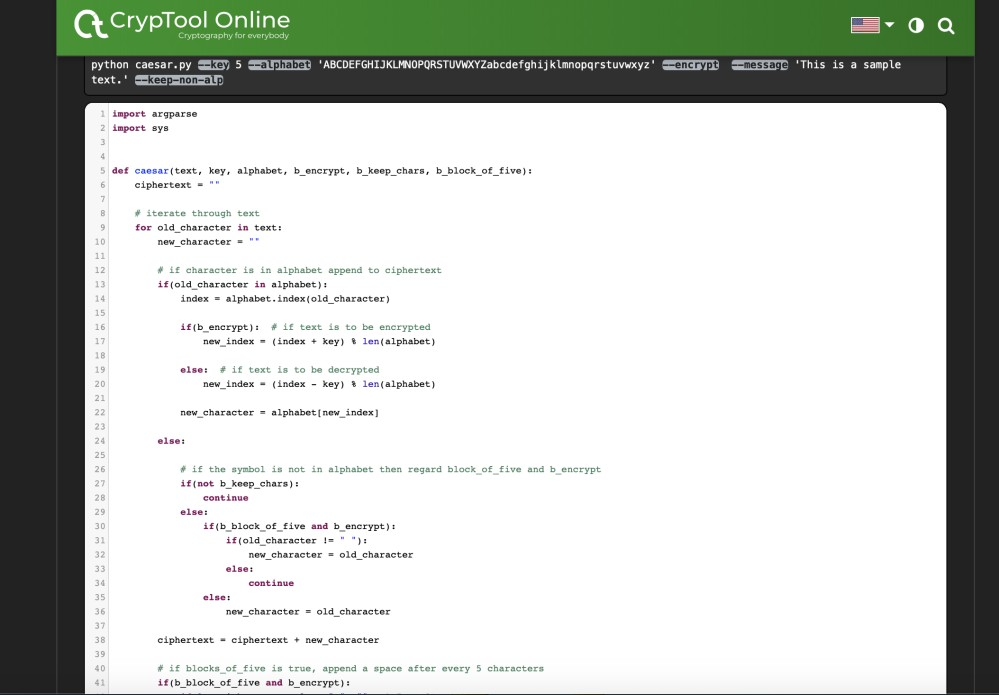 CrypTool Online
Cryptography for everybody
python caesar.py --key 5 --alphabet 'ABCDEFGHIJKLMNOPQRSTUVWXYZabcdefghijklmnopqrstuvwxyz' --encrypt  --message 'This is a sample
text.' --keep-non-alp
1 import argparse
2 import sys
3
4
5 def caesar(text, key, alphabet, b_encrypt, b_keep_chars, b_block_of_five):
6     ciphertext = ""
7
8     # iterate through text
9     for old_character in text:
10         new_character = ""
11
12         # if character is in alphabet append to ciphertext
13         if(old_character in alphabet):
14             index = alphabet.index(old_character)
15
16             if(b_encrypt):  # if text is to be encrypted
17                 new_index = (index + key) % len(alphabet)
18
19             else:  # if text is to be decrypted
20                 new_index = (index - key) % len(alphabet)
21
22             new_character = alphabet[new_index]
23
24         else:
25
26             # if the symbol is not in alphabet then regard block_of_five and b_encrypt
27             if(not b_keep_chars):
28                 continue
29             else:
30                 if(b_block_of_five and b_encrypt):
31                     if(old_character != " "):
32                         new_character = old_character
33                     else:
34                         continue
35                 else:
36                     new_character = old_character
37
38         ciphertext = ciphertext + new_character
39
40         # if blocks_of_five is true, append a space after every 5 characters
41         if(b_block_of_five and b_encrypt):